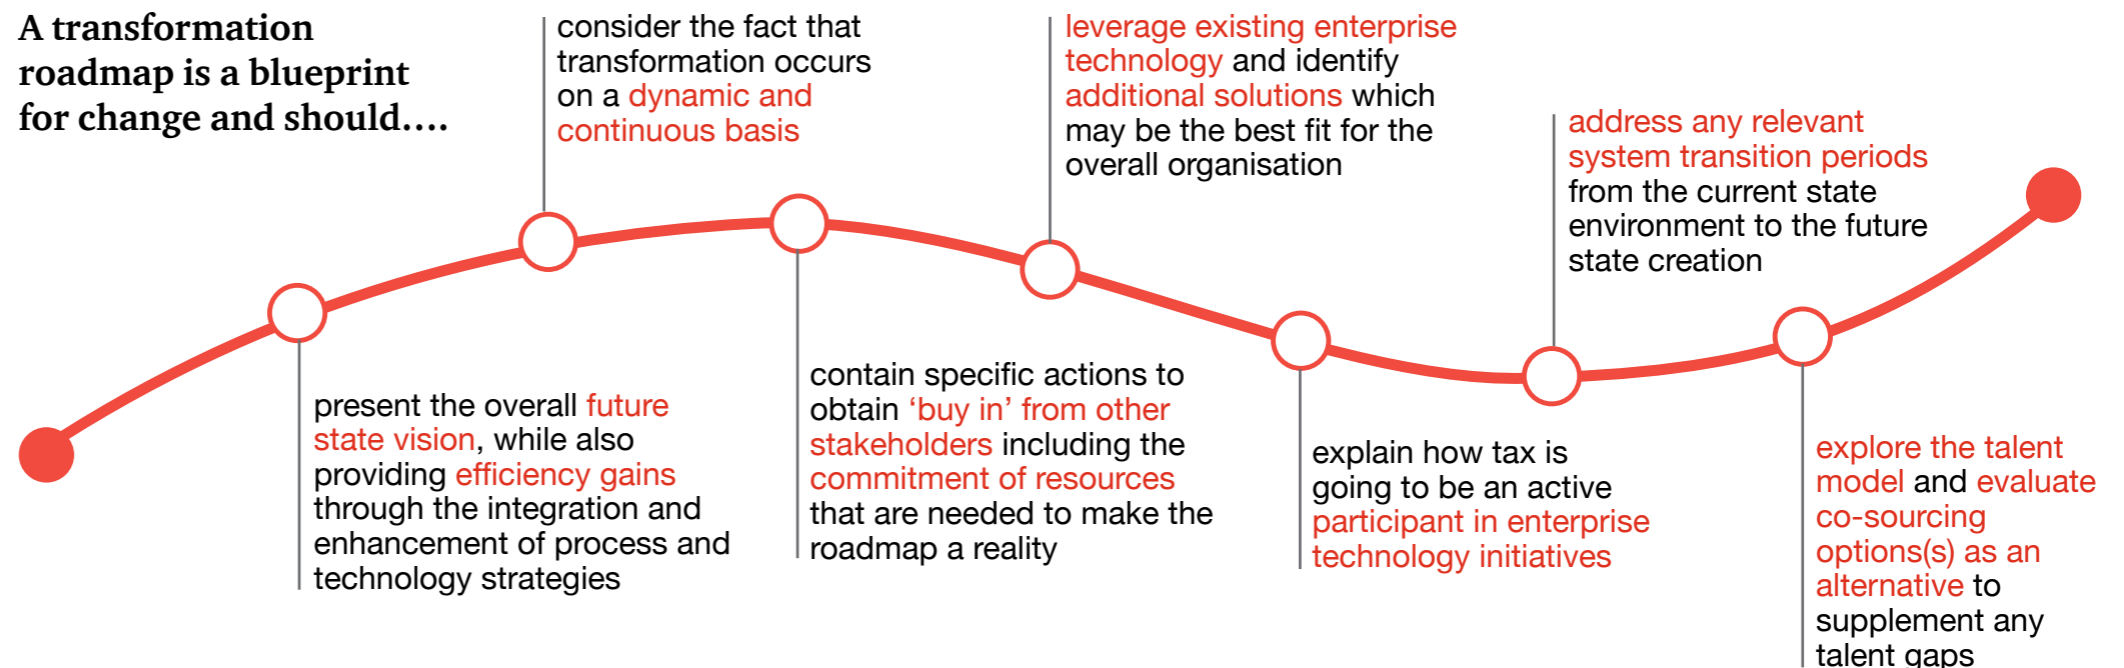 A transformation
roadmap is a blueprint
for change and should....
present the overall future
state vision, while also
providing efficiency gains
through the integration and
enhancement of process and
technology strategies
consider the fact that
transformation occurs
on a dynamic and
continuous basis
contain specific actions to
obtain ‘buy in’ from other
stakeholders including the
commitment of resources
that are needed to make the
roadmap a reality
leverage existing enterprise
technology and identify
additional solutions which
may be the best fit for the
overall organisation
explain how tax is
going to be an active
participant in enterprise
technology initiatives
address any relevant
system transition periods
from the current state
environment to the future
state creation
explore the talent
model and evaluate
co-sourcing
options(s) as an
alternative to
supplement any
talent gaps